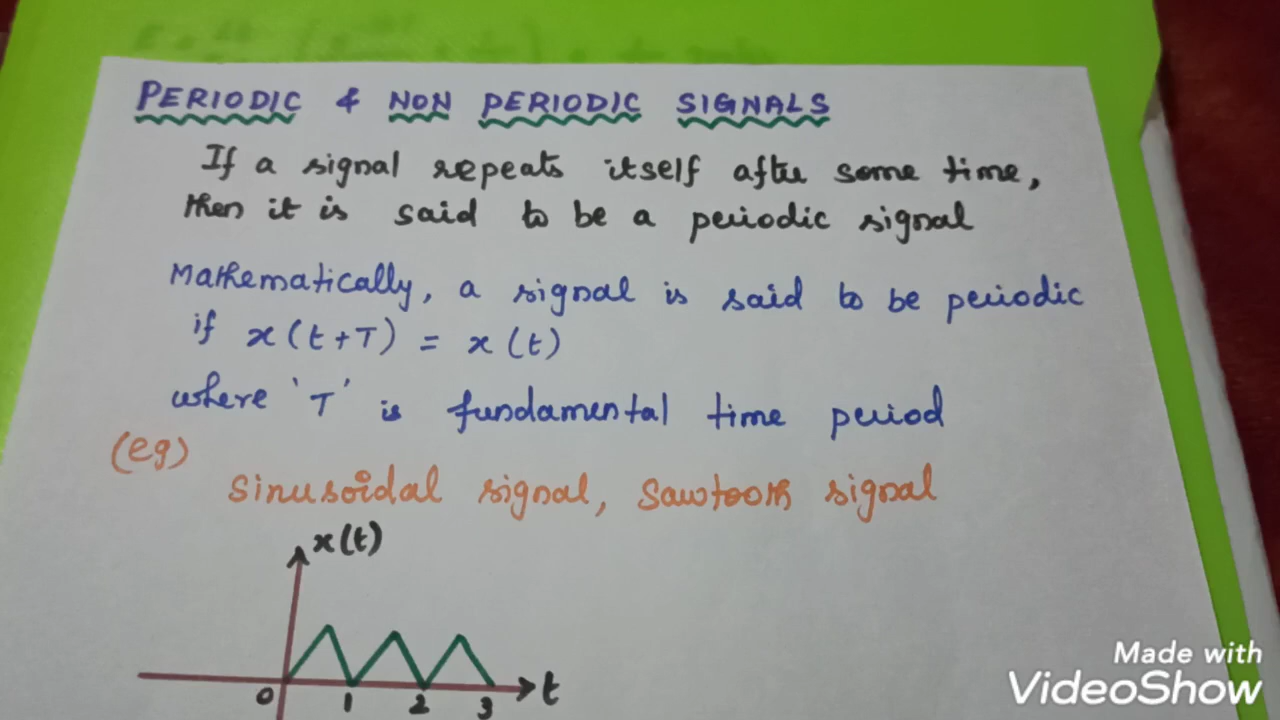 PERIODIC & NON PERIODIC SIGNALS
If a signal repeats itself after some time,
then it is said to be a periodic signal
Mathematically, a signal is said to be periodic
if x(t+T) = x(t)
where 'T' is fundamental time period
(eg)
Sinusoidal signal, Sawtooth signal
x(t)
0 1 2 3 t
Made with
VideoShow